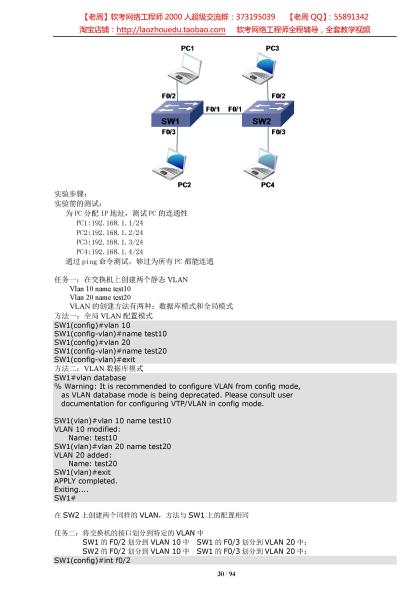 【老周】软考网络工程师 2000 人超级交流群：373195039 【老周 QQ】：55891342
淘宝店铺：http://laozhouedu.taobao.com 软考网络工程师全程辅导，全套教学视频
PC1 PC3
F0/2 F0/2
F0/1 F0/1
SW1 SW2
F0/3 F0/3
PC2 PC4
实验步骤：
实验前的测试：
为 PC 分配 IP 地址，测试 PC 的连通性
PC1:192.168.1.1/24
PC2:192.168.1.2/24
PC3:192.168.1.3/24
PC4:192.168.1.4/24
通过 ping 命令测试，够过为所有 PC 都能连通
任务一：在交换机上创建两个静态 VLAN
Vlan 10 name test10
Vlan 20 name test20
VLAN 的创建方法有两种：数据库模式和全局模式
方法一：全局 VLAN 配置模式
SW1(config)#vlan 10
SW1(config-vlan)#name test10
SW1(config)#vlan 20
SW1(config-vlan)#name test20
SW1(config-vlan)#exit
方法二：VLAN 数据库摸式
SW1#vlan database
% Warning: It is recommended to configure VLAN from config mode,
as VLAN database mode is being deprecated. Please consult user
documentation for configuring VTP/VLAN in config mode.
SW1(vlan)#vlan 10 name test10
VLAN 10 modified:
Name: test10
SW1(vlan)#vlan 20 name test20
VLAN 20 added:
Name: test20
SW1(vlan)#exit
APPLY completed.
Exiting....
SW1#
在 SW2 上创建两个同样的 VLAN，方法与 SW1 上的配置相同
任务二：将交换机的接口划分到特定的 VLAN 中
SW1 的 F0/2 划分到 VLAN 10 中 SW1 的 F0/3 划分到 VLAN 20 中；
SW2 的 F0/2 划分到 VLAN 10 中 SW1 的 F0/3 划分到 VLAN 20 中；
SW1(config)#int f0/2
30 / 94